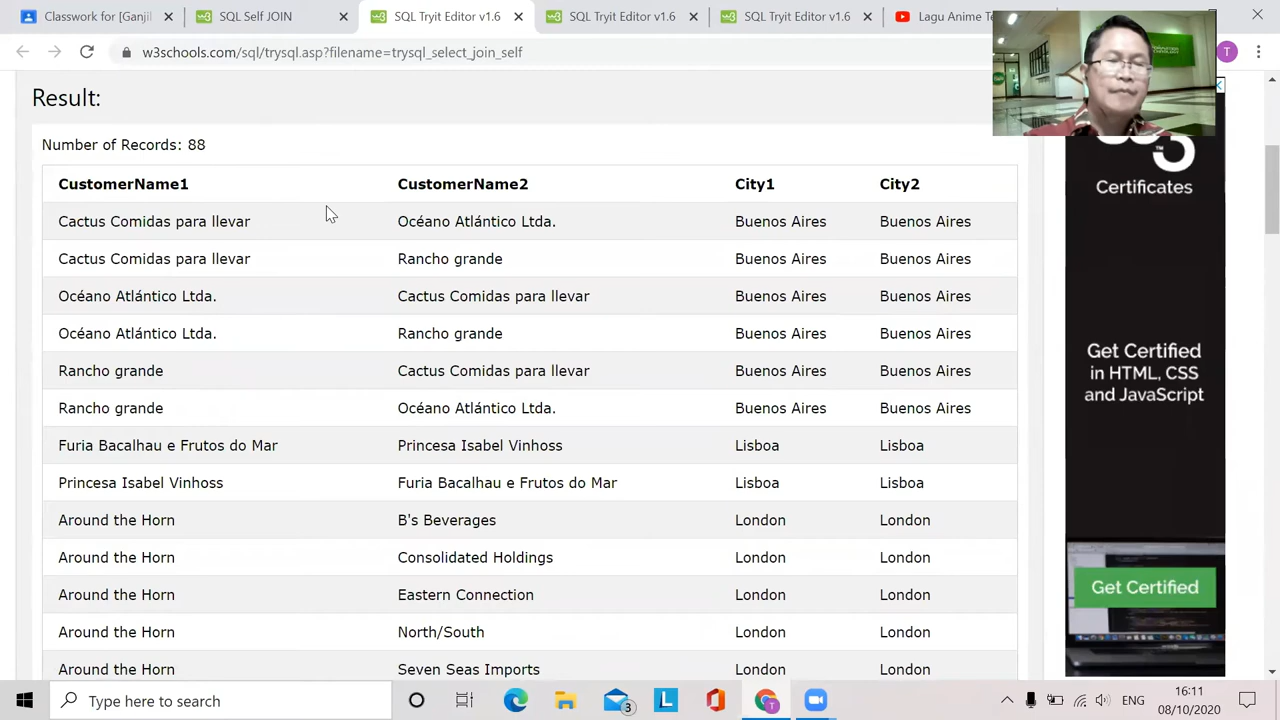 Classwork for [Ganjil
SQL Self JOIN
SQL Tryit Editor v1.6
SQL Tryit Editor v1.6
SQL Tryit Editor v1.6
Lagu Anime Te
w3schools.com/sql/trysql.asp?filename=trysql_select_join_self
T
Result:
Number of Records: 88
CustomerName1 CustomerName2 City1 City2
Cactus Comidas para llevar Océano Atlántico Ltda. Buenos Aires Buenos Aires
Cactus Comidas para llevar Rancho grande Buenos Aires Buenos Aires
Océano Atlántico Ltda. Cactus Comidas para llevar Buenos Aires Buenos Aires
Océano Atlántico Ltda. Rancho grande Buenos Aires Buenos Aires
Rancho grande Cactus Comidas para llevar Buenos Aires Buenos Aires
Rancho grande Océano Atlántico Ltda. Buenos Aires Buenos Aires
Furia Bacalhau e Frutos do Mar Princesa Isabel Vinhoss Lisboa Lisboa
Princesa Isabel Vinhoss Furia Bacalhau e Frutos do Mar Lisboa Lisboa
Around the Horn B's Beverages London London
Around the Horn Consolidated Holdings London London
Around the Horn Eastern Connection London London
Around the Horn North/South London London
Around the Horn Seven Seas Imports London London
Certificates
Get Certified
in HTML, CSS
and JavaScript
Get Certified
Type here to search
3
L
T
ENG
16:11
08/10/2020